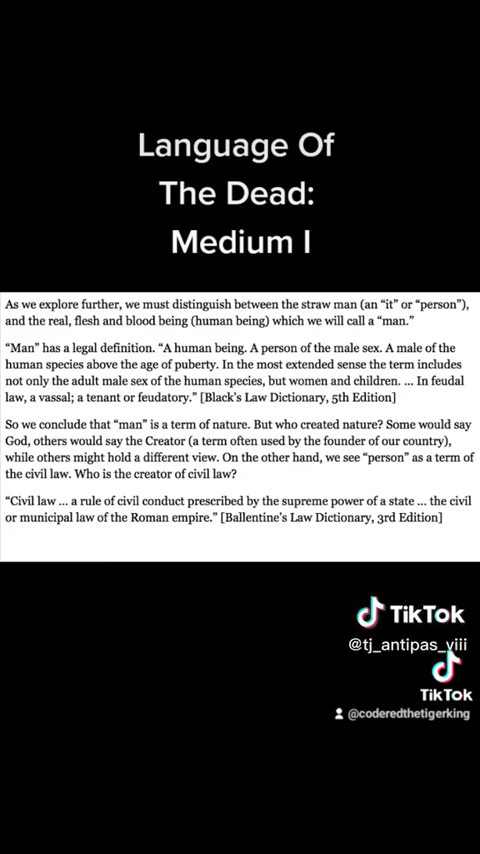 Language Of
The Dead:
Medium I
As we explore further, we must distinguish between the straw man (an “it” or “person”),
and the real, flesh and blood being (human being) which we will call a “man.”
“Man” has a legal definition. “A human being. A person of the male sex. A male of the
human species above the age of puberty. In the most extended sense the term includes
not only the adult male sex of the human species, but women and children. ... In feudal
law, a vassal; a tenant or feudatory.” [Black’s Law Dictionary, 5th Edition]
So we conclude that “man” is a term of nature. But who created nature? Some would say
God, others would say the Creator (a term often used by the founder of our country),
while others might hold a different view. On the other hand, we see “person” as a term of
the civil law. Who is the creator of civil law?
“Civil law ... a rule of civil conduct prescribed by the supreme power of a state ... the civil
or municipal law of the Roman empire.” [Ballentine’s Law Dictionary, 3rd Edition]
TikTok
@tj_antipas_viii
TikTok
@coderedthetigerking